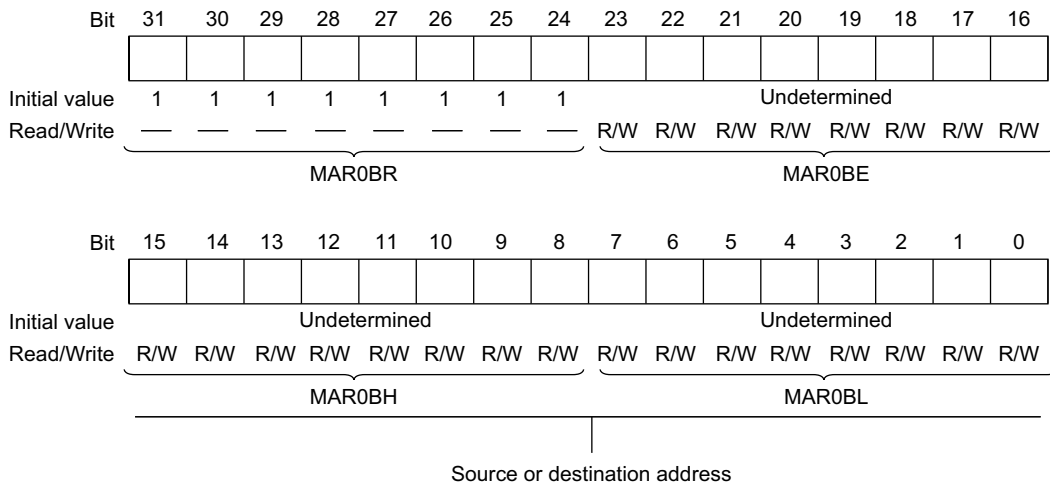 Bit 31 30 29 28 27 26 25 24 23 22 21 20 19 18 17 16
Initial value 1 1 1 1 1 1 1 1 Undetermined
Read/Write — — — — — — — — R/W R/W R/W R/W R/W R/W R/W R/W
MAR0BR MAR0BE
Bit 15 14 13 12 11 10 9 8 7 6 5 4 3 2 1 0
Initial value Undetermined Undetermined
Read/Write R/W R/W R/W R/W R/W R/W R/W R/W R/W R/W R/W R/W R/W R/W R/W R/W
MAR0BH MAR0BL
Source or destination address